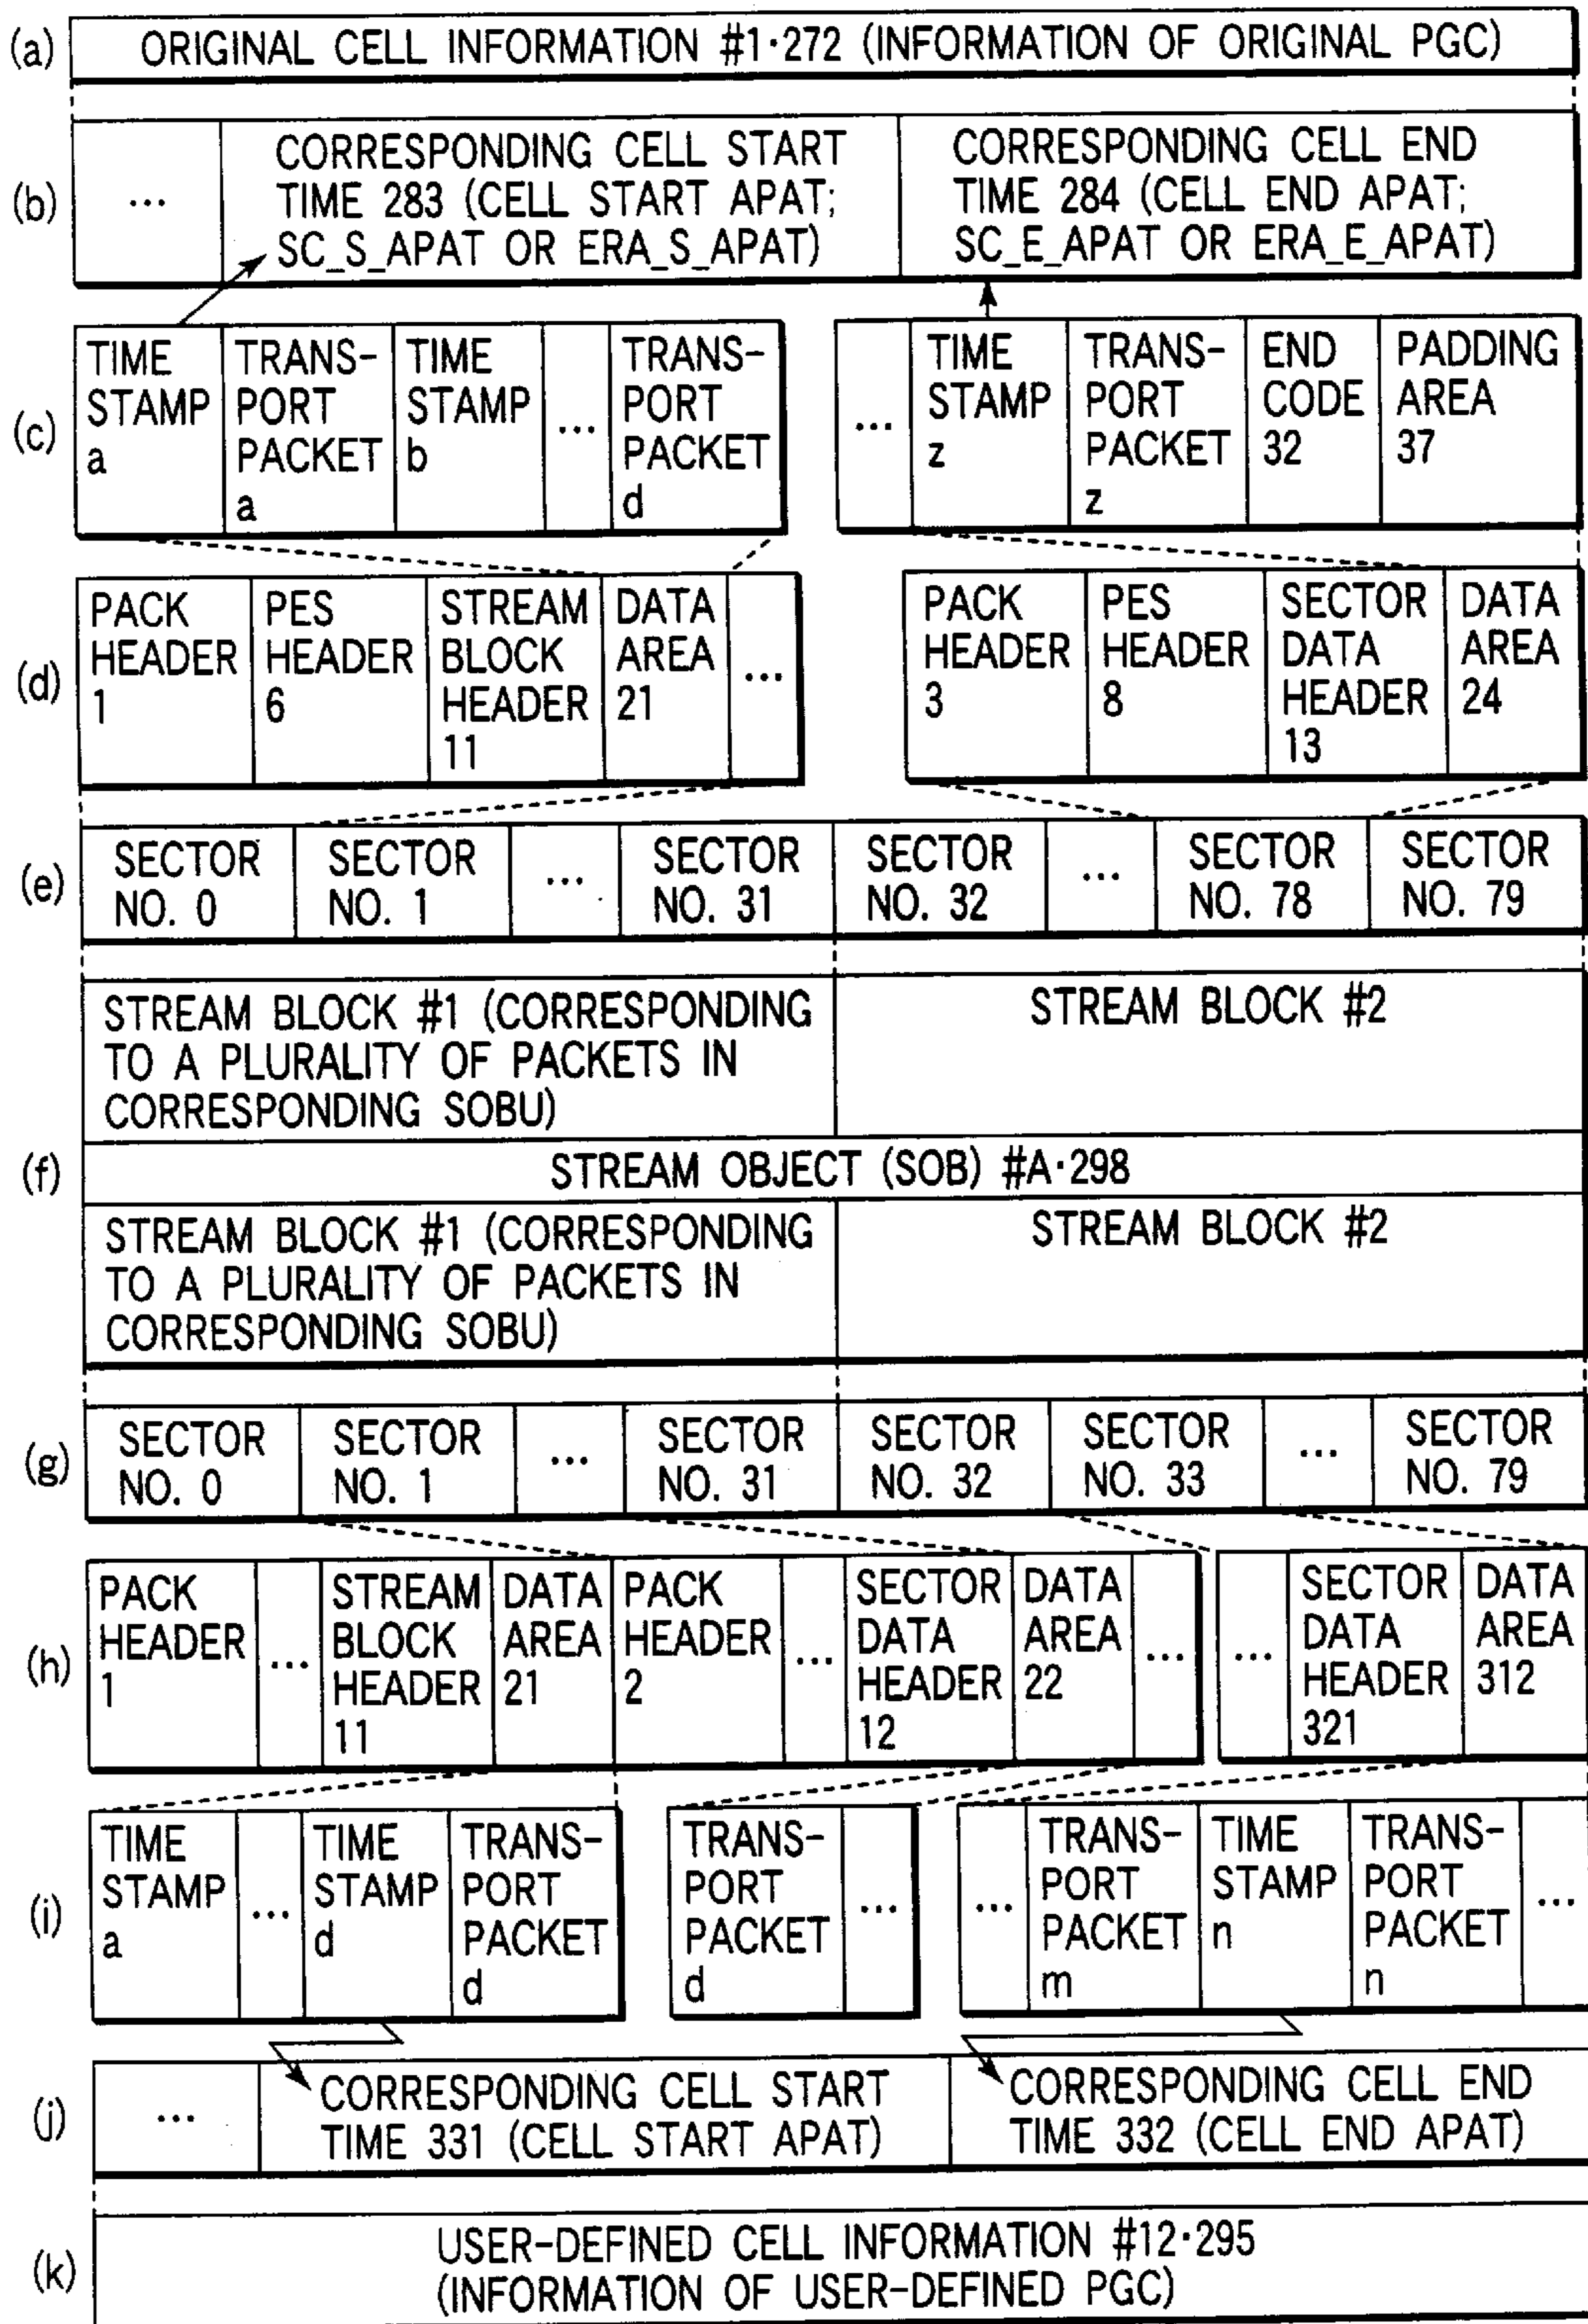 (a) ORIGINAL CELL INFORMATION #1·272 (INFORMATION OF ORIGINAL PGC)
(b)
...
CORRESPONDING CELL START
TIME 283 (CELL START APAT;
SC_S_APAT OR ERA_S_APAT)
CORRESPONDING CELL END
TIME 284 (CELL END APAT;
SC_E_APAT OR ERA_E_APAT)
(c)
TIME
STAMP
a
TRANS-
PORT
PACKET
a
TIME
STAMP
b
...
TRANS-
PORT
PACKET
d
...
TIME
STAMP
z
TRANS-
PORT
PACKET
z
END
CODE
32
PADDING
AREA
37
(d)
PACK
HEADER
1
PES
HEADER
6
STREAM
BLOCK
HEADER
11
DATA
AREA
21
...
PACK
HEADER
3
PES
HEADER
8
SECTOR
DATA
HEADER
13
DATA
AREA
24
(e)
SECTOR
NO. 0
SECTOR
NO. 1
...
SECTOR
NO. 31
SECTOR
NO. 32
...
SECTOR
NO. 78
SECTOR
NO. 79
(f)
STREAM BLOCK #1 (CORRESPONDING
TO A PLURALITY OF PACKETS IN
CORRESPONDING SOBU)
STREAM BLOCK #2
STREAM OBJECT (SOB) #A·298
STREAM BLOCK #1 (CORRESPONDING
TO A PLURALITY OF PACKETS IN
CORRESPONDING SOBU)
STREAM BLOCK #2
(g)
SECTOR
NO. 0
SECTOR
NO. 1
...
SECTOR
NO. 31
SECTOR
NO. 32
SECTOR
NO. 33
...
SECTOR
NO. 79
(h)
PACK
HEADER
1
...
STREAM
BLOCK
HEADER
11
DATA
AREA
21
PACK
HEADER
2
...
SECTOR
DATA
HEADER
12
DATA
AREA
22
...
...
SECTOR
DATA
HEADER
321
DATA
AREA
312
(i)
TIME
STAMP
a
...
TIME
STAMP
d
TRANS-
PORT
PACKET
d
TRANS-
PORT
PACKET
d
...
...
TRANS-
PORT
PACKET
m
TIME
STAMP
n
TRANS-
PORT
PACKET
n
...
(j)
...
CORRESPONDING CELL START
TIME 331 (CELL START APAT)
CORRESPONDING CELL END
TIME 332 (CELL END APAT)
(k)
USER-DEFINED CELL INFORMATION #12·295
(INFORMATION OF USER-DEFINED PGC)